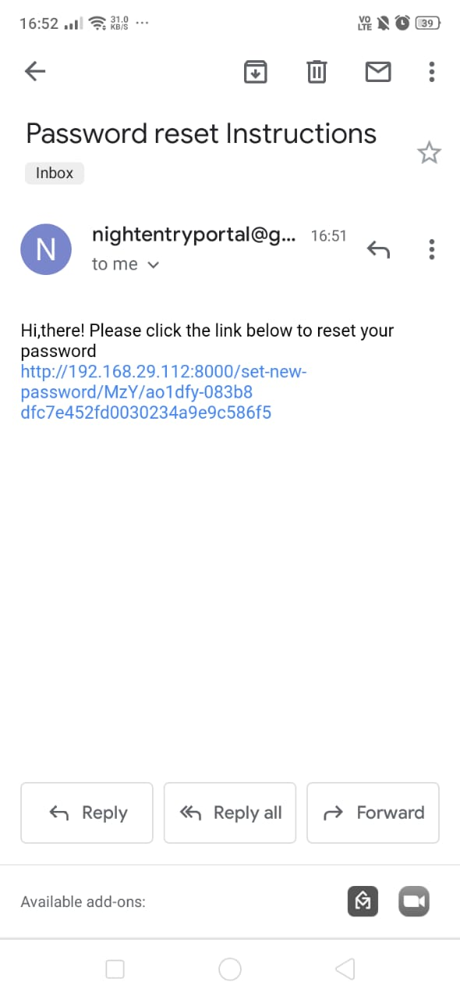 16:52 31.0 KB/S ... VO LTE 39
Password reset Instructions
Inbox
N
nightentryportal@g... 16:51
to me
Hi,there! Please click the link below to reset your
password
http://192.168.29.112:8000/set-new-
password/MzY/ao1dfy-083b8
dfc7e452fd0030234a9e9c586f5
Reply Reply all Forward
Available add-ons: